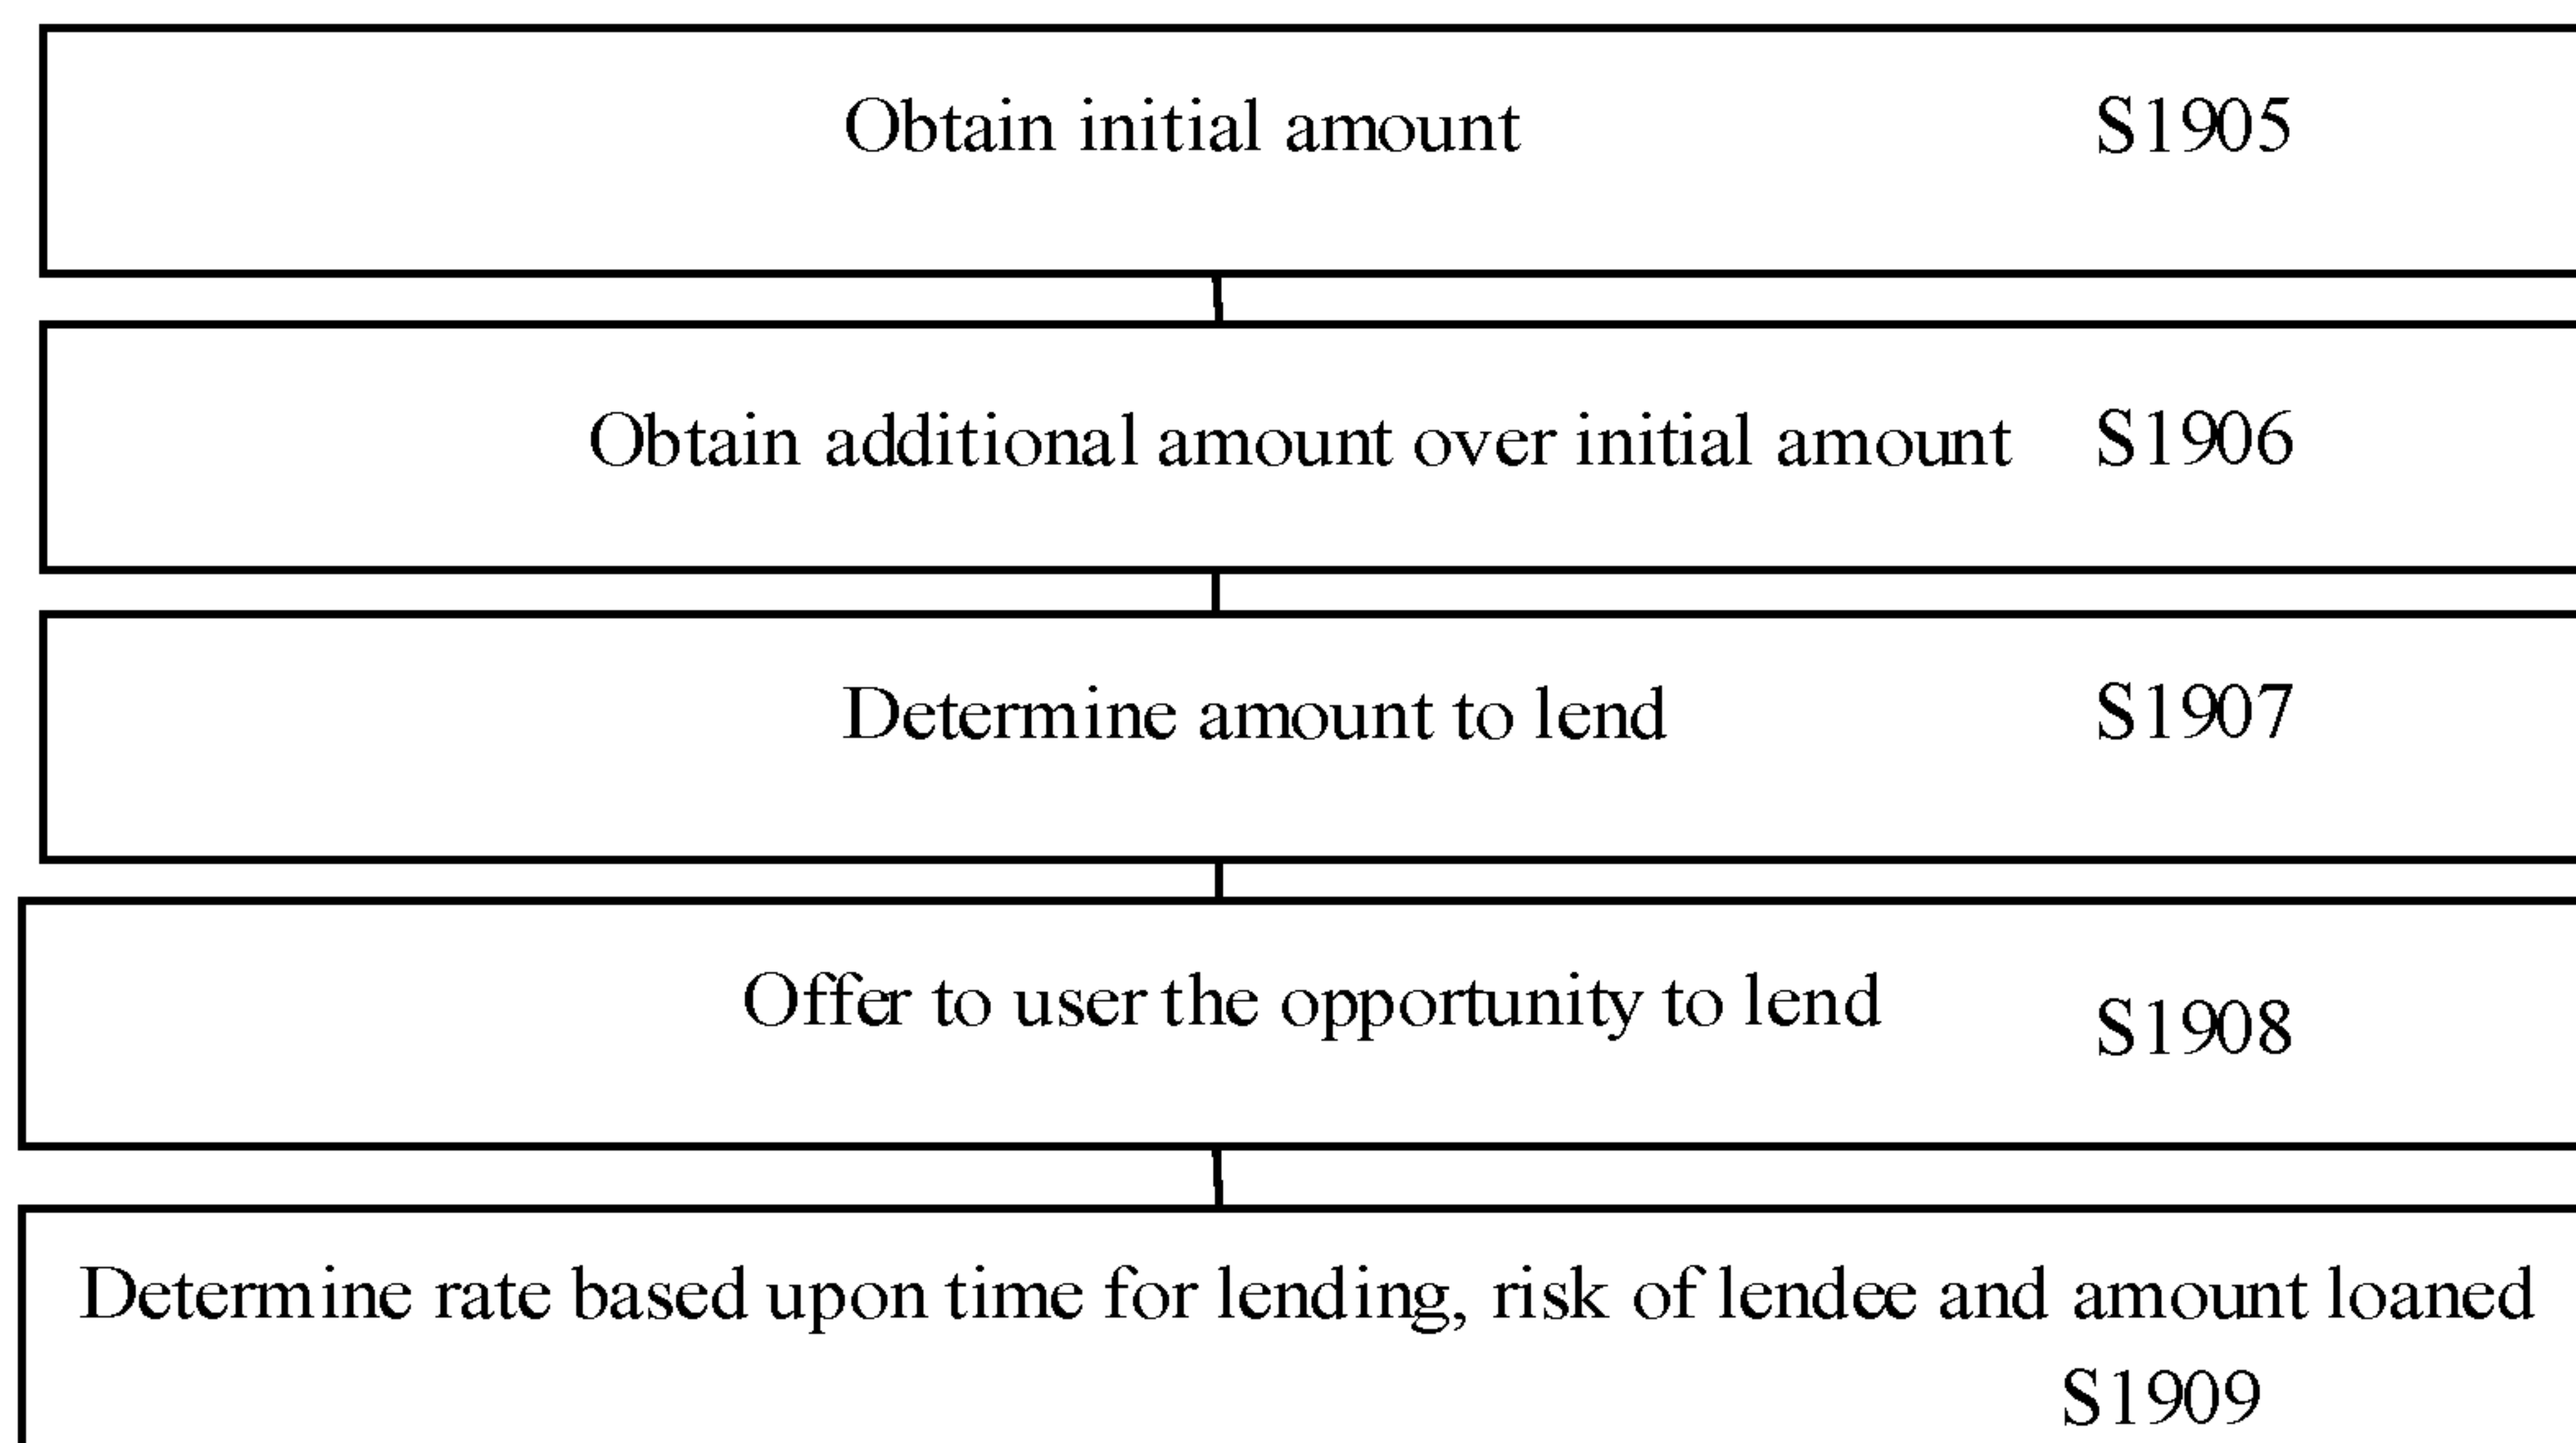 Obtain initial amount S1905
Obtain additional amount over initial amount S1906
Determine amount to lend S1907
Offer to user the opportunity to lend S1908
Determine rate based upon time for lending, risk of lendee and amount loaned
S1909